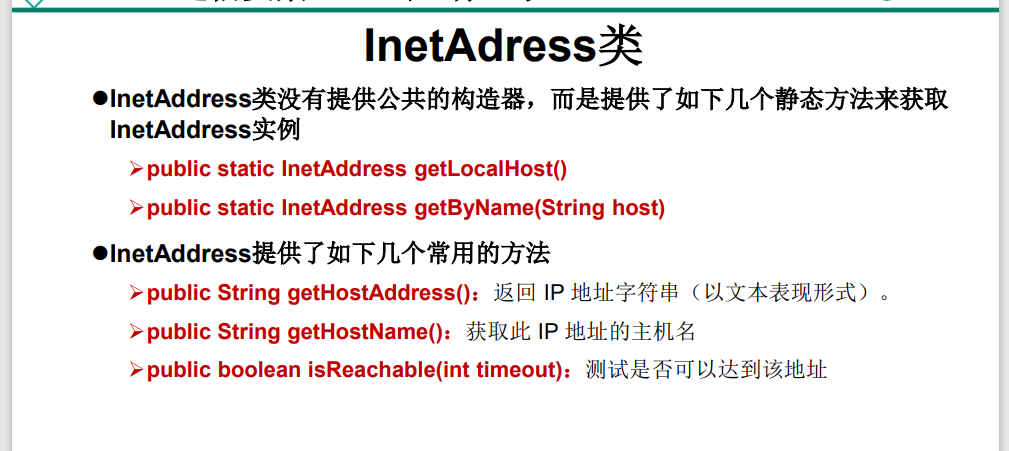 InetAdress类
●InetAddress类没有提供公共的构造器，而是提供了如下几个静态方法来获取
InetAddress实例
➢public static InetAddress getLocalHost()
➢public static InetAddress getByName(String host)
●InetAddress提供了如下几个常用的方法
➢public String getHostAddress()：返回 IP 地址字符串（以文本表现形式）。
➢public String getHostName()：获取此 IP 地址的主机名
➢public boolean isReachable(int timeout)：测试是否可以达到该地址